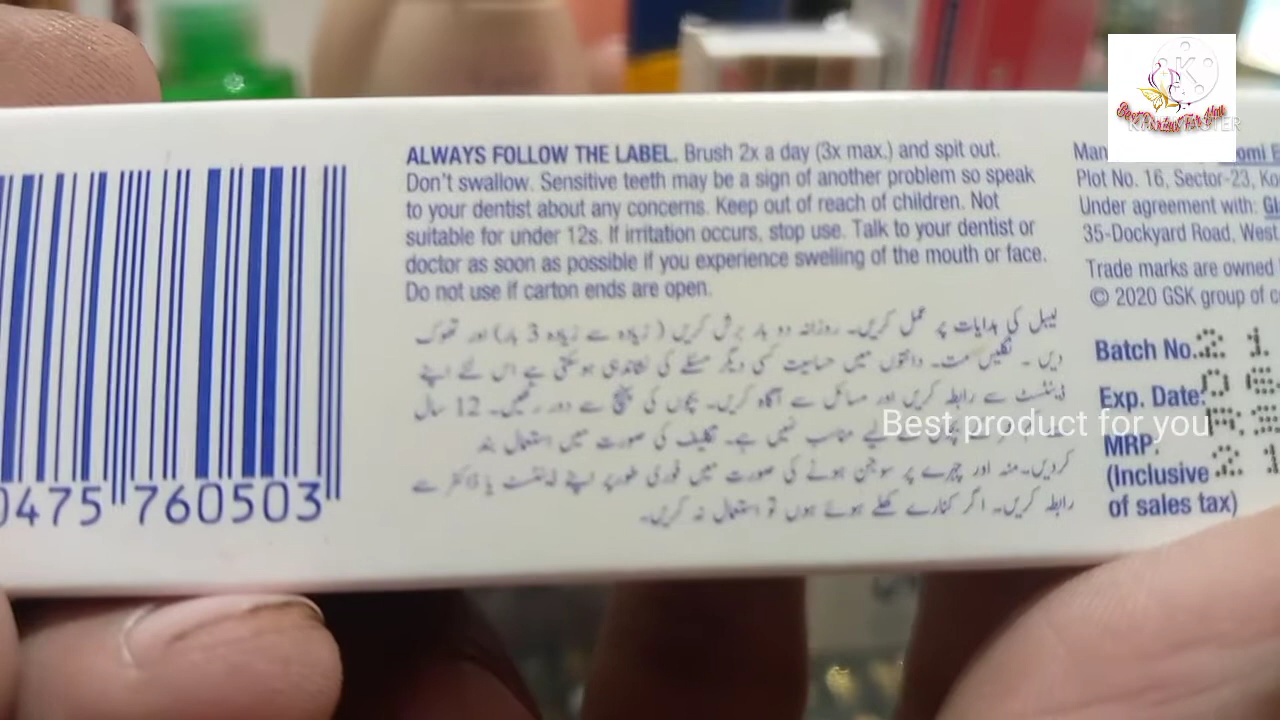 ALWAYS FOLLOW THE LABEL. Brush 2x a day (3x max.) and spit out.
Don't swallow. Sensitive teeth may be a sign of another problem so speak
to your dentist about any concerns. Keep out of reach of children. Not
suitable for under 12s. If irritation occurs, stop use. Talk to your dentist or
doctor as soon as possible if you experience swelling of the mouth or face.
Do not use if carton ends are open.
لیبل کی ہدایات پر عمل کریں۔ روزانہ دو بار برش کریں (زیادہ سے زیادہ 3 بار) اور تھوک
دیں۔ نگلیں مت۔ دانتوں میں حساسیت کسی دیگر مسئلے کی نشاندہی ہوسکتی ہے اس لئے اپنے
ڈینٹسٹ سے رابطہ کریں اور مسائل سے آگاہ کریں۔ بچوں کی پہنچ سے دور رکھیں۔ 12 سال
لیے مناسب نہیں ہے۔ تکلیف کی صورت میں استعمال بند
کردیں۔ منہ اور چہرے پر سوجن ہونے کی صورت میں فوری طور پر اپنے ڈینٹسٹ یا ڈاکٹر سے
رابطہ کریں۔ اگر کنارے کھلے ہوئے ہوں تو استعمال نہ کریں۔
0475 760503
Plot No. 16, Sector-23, Ko
Under agreement with:
35-Dockyard Road, West
Trade marks are owned
© 2020 GSK group of c
Batch No. 2 1
Exp. Date: 0
MRP.
(Inclusive 2 1
of sales tax)
Best product for you